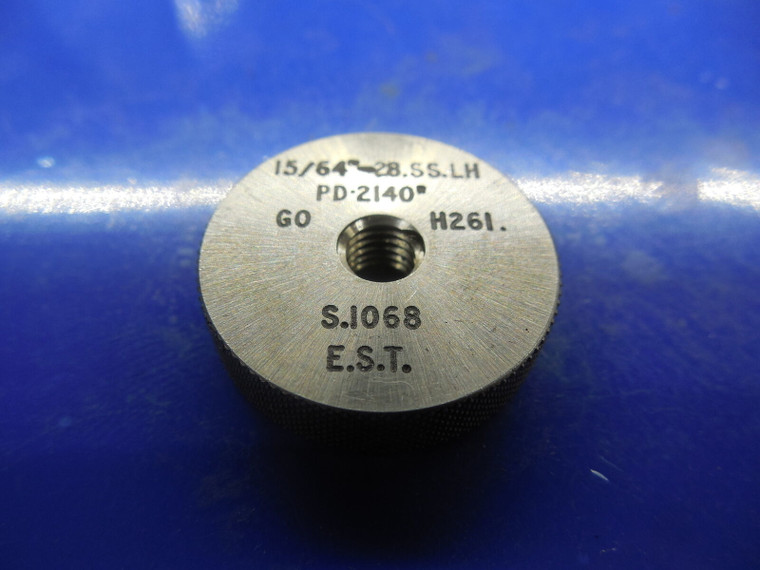 15/64"-28.SS.LH
PD·2140"
GO H261.
S.1068
E.S.T.